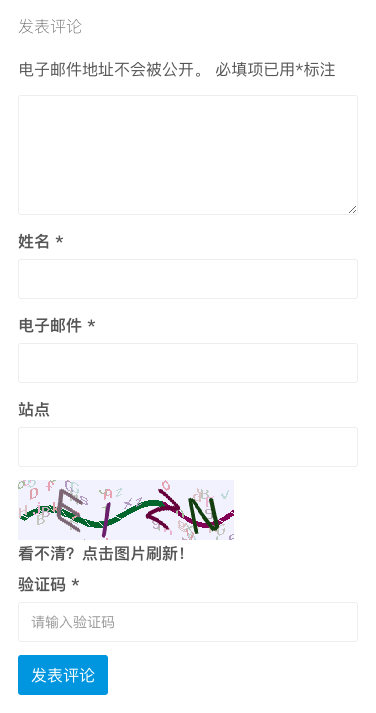 发表评论
电子邮件地址不会被公开。 必填项已用*标注
姓名 *
电子邮件 *
站点
看不清？点击图片刷新！
验证码 *
请输入验证码
发表评论